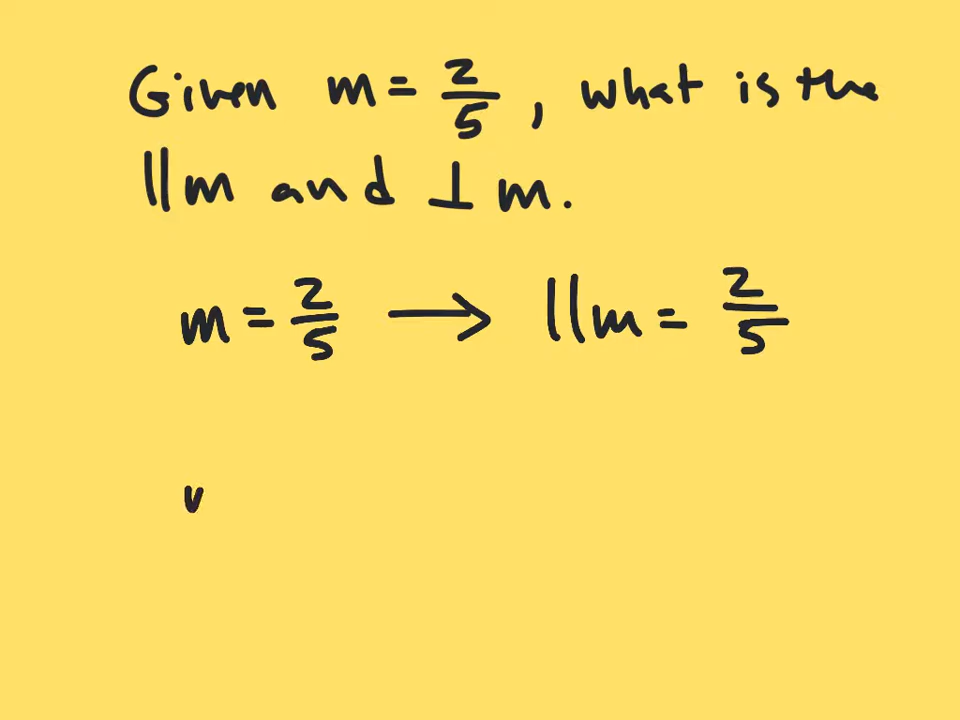 Given m = 2/5, what is the
||m and ⊥ m.
m = 2/5 → ||m = 2/5